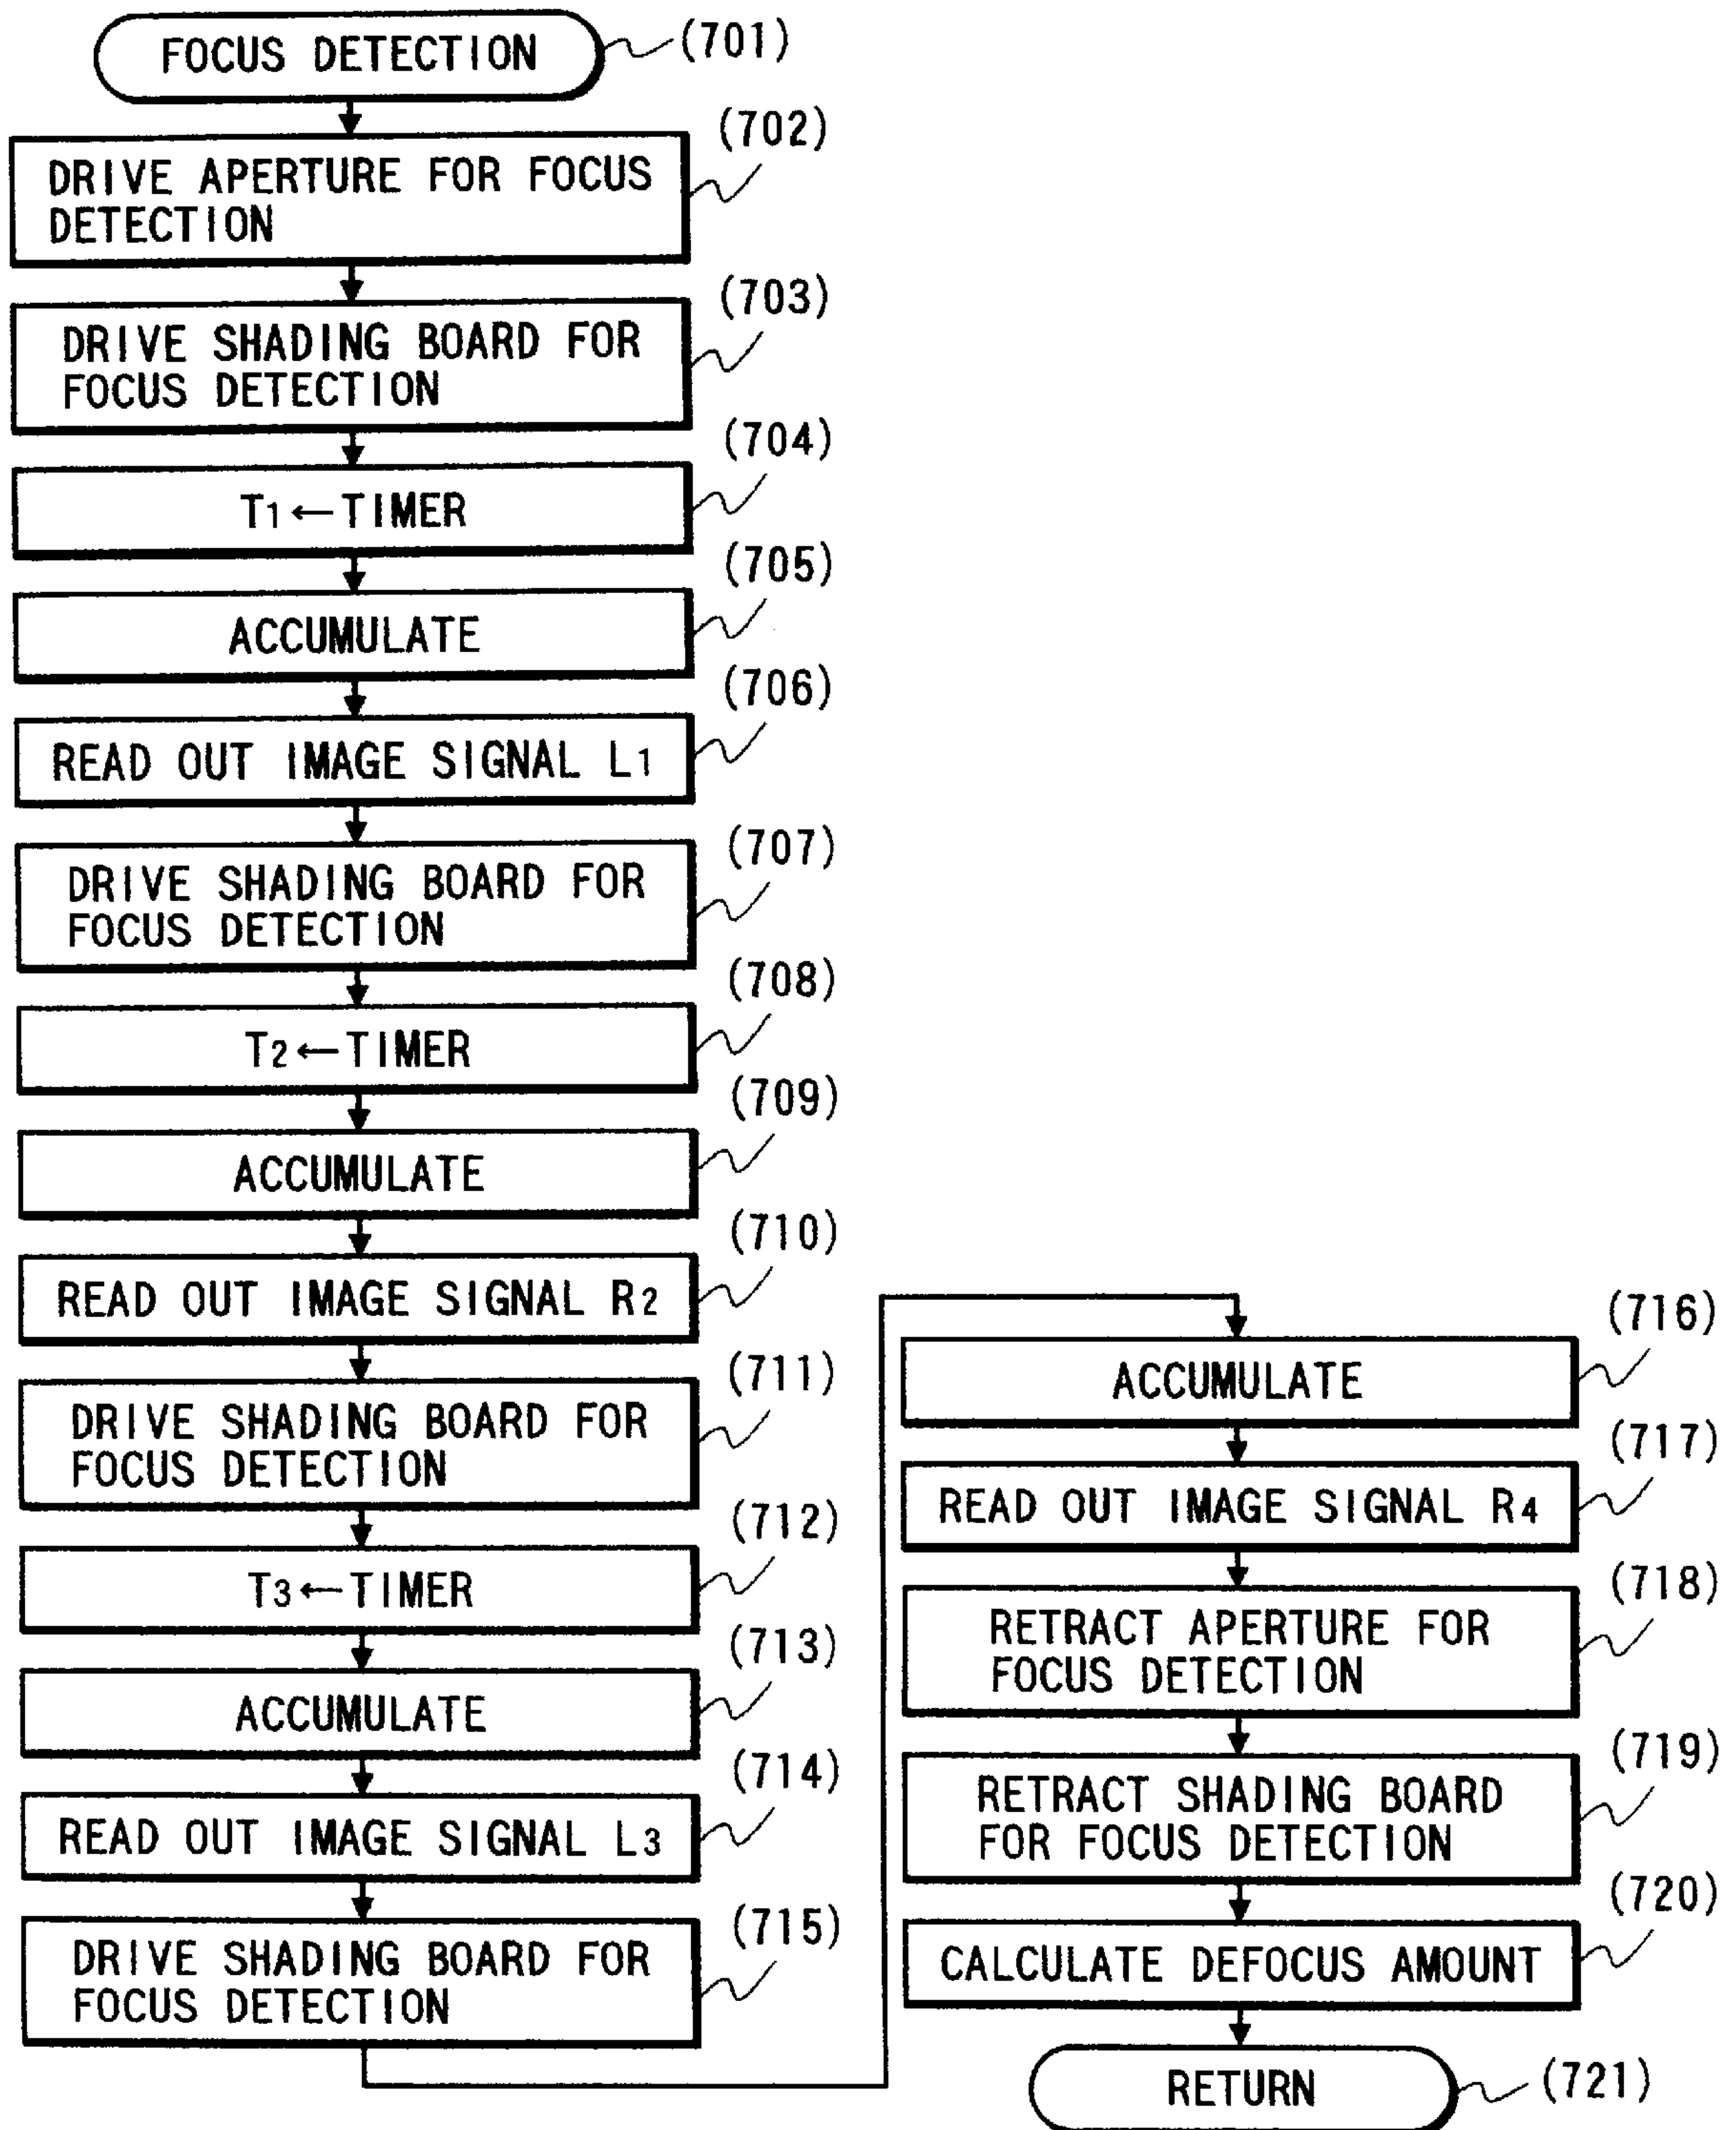 FOCUS DETECTION
(701)
(702)
DRIVE APERTURE FOR FOCUS
DETECTION
(703)
DRIVE SHADING BOARD FOR
FOCUS DETECTION
(704)
T1←TIMER
(705)
ACCUMULATE
(706)
READ OUT IMAGE SIGNAL L1
(707)
DRIVE SHADING BOARD FOR
FOCUS DETECTION
(708)
T2←TIMER
(709)
ACCUMULATE
(710)
READ OUT IMAGE SIGNAL R2
(711)
DRIVE SHADING BOARD FOR
FOCUS DETECTION
(712)
T3←TIMER
(713)
ACCUMULATE
(714)
READ OUT IMAGE SIGNAL L3
(715)
DRIVE SHADING BOARD FOR
FOCUS DETECTION
(716)
ACCUMULATE
(717)
READ OUT IMAGE SIGNAL R4
(718)
RETRACT APERTURE FOR
FOCUS DETECTION
(719)
RETRACT SHADING BOARD
FOR FOCUS DETECTION
(720)
CALCULATE DEFOCUS AMOUNT
RETURN
(721)